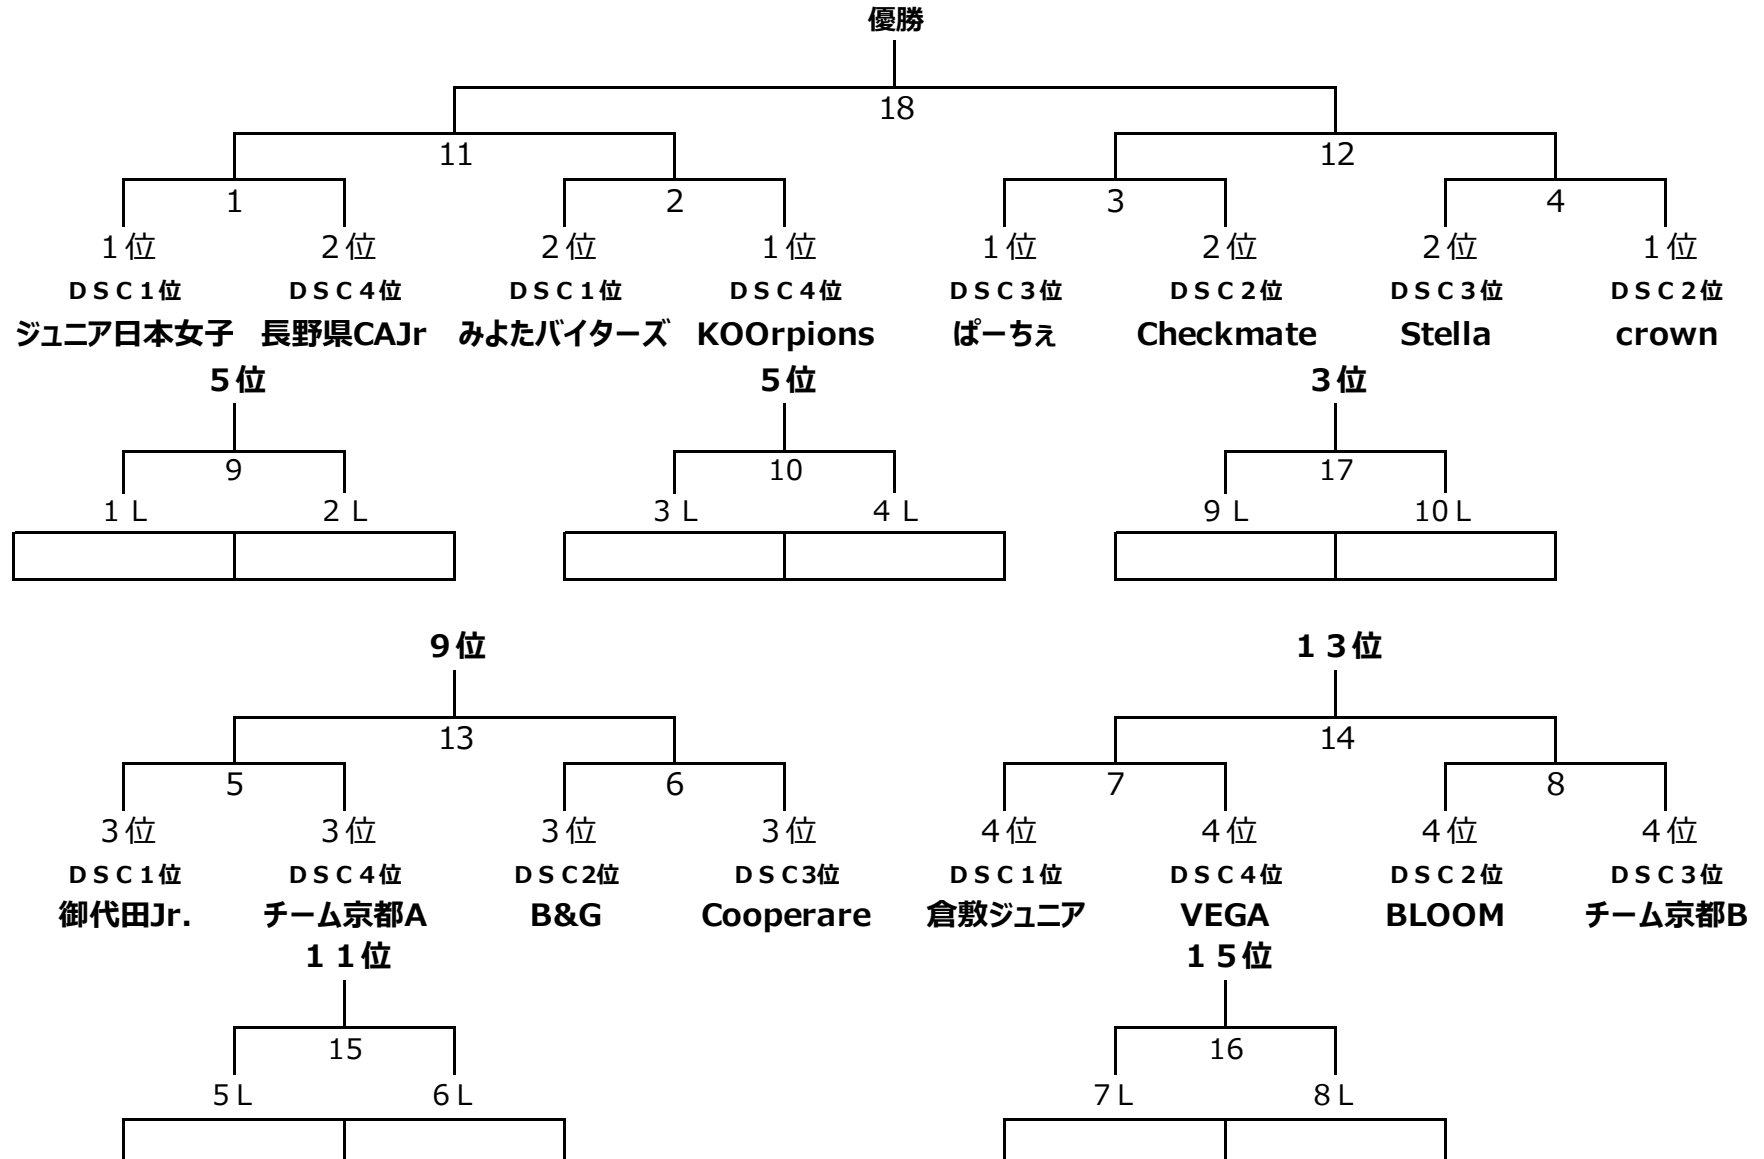 優勝
18
11 12
1 2 3 4
1位 2位 2位 1位 1位 2位 2位 1位
ＤＳＣ１位 ＤＳＣ４位 ＤＳＣ１位 ＤＳＣ４位 ＤＳＣ３位 ＤＳＣ２位 ＤＳＣ３位 ＤＳＣ２位
ジュニア日本女子 長野県CAJr みよたバイターズ KOOrpions ぱーちぇ Checkmate Stella crown
５位 ５位 ３位
9 10 17
1Ｌ 2Ｌ 3Ｌ 4Ｌ 9Ｌ 10Ｌ
９位 １３位
13 14
5 6 7 8
3位 3位 3位 3位 4位 4位 4位 4位
ＤＳＣ１位 ＤＳＣ４位 ＤＳＣ2位 ＤＳＣ3位 ＤＳＣ１位 ＤＳＣ４位 ＤＳＣ２位 ＤＳＣ３位
御代田Jr. チーム京都A B&G Cooperare 倉敷ジュニア VEGA BLOOM チーム京都B
１１位 １５位
15 16
5Ｌ 6Ｌ 7Ｌ 8Ｌ